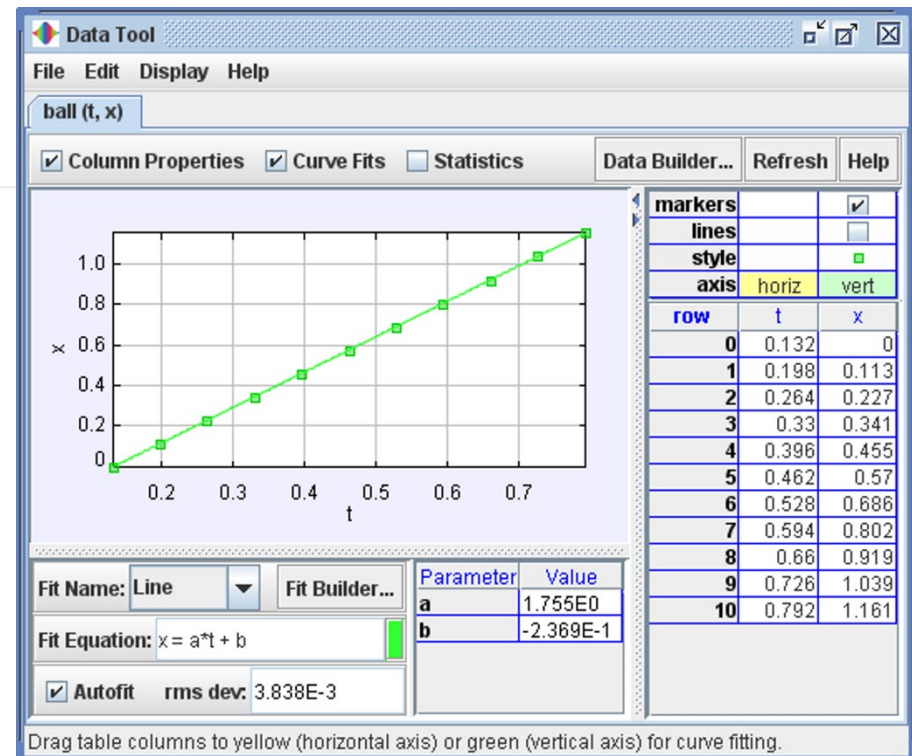 Data Tool
File Edit Display Help
ball (t, x)
Column Properties Curve Fits Statistics Data Builder... Refresh Help
markers
lines
style
axis horiz vert
row t x
0 0.132 0
1 0.198 0.113
2 0.264 0.227
3 0.33 0.341
4 0.396 0.455
5 0.462 0.57
6 0.528 0.686
7 0.594 0.802
8 0.66 0.919
9 0.726 1.039
10 0.792 1.161
1.0
0.8
x 0.6
0.4
0.2
0
0.2 0.3 0.4 0.5 0.6 0.7
t
Fit Name: Line Fit Builder...
Fit Equation: x = a*t + b
Autofit rms dev: 3.838E-3
Parameter Value
a 1.755E0
b -2.369E-1
Drag table columns to yellow (horizontal axis) or green (vertical axis) for curve fitting.